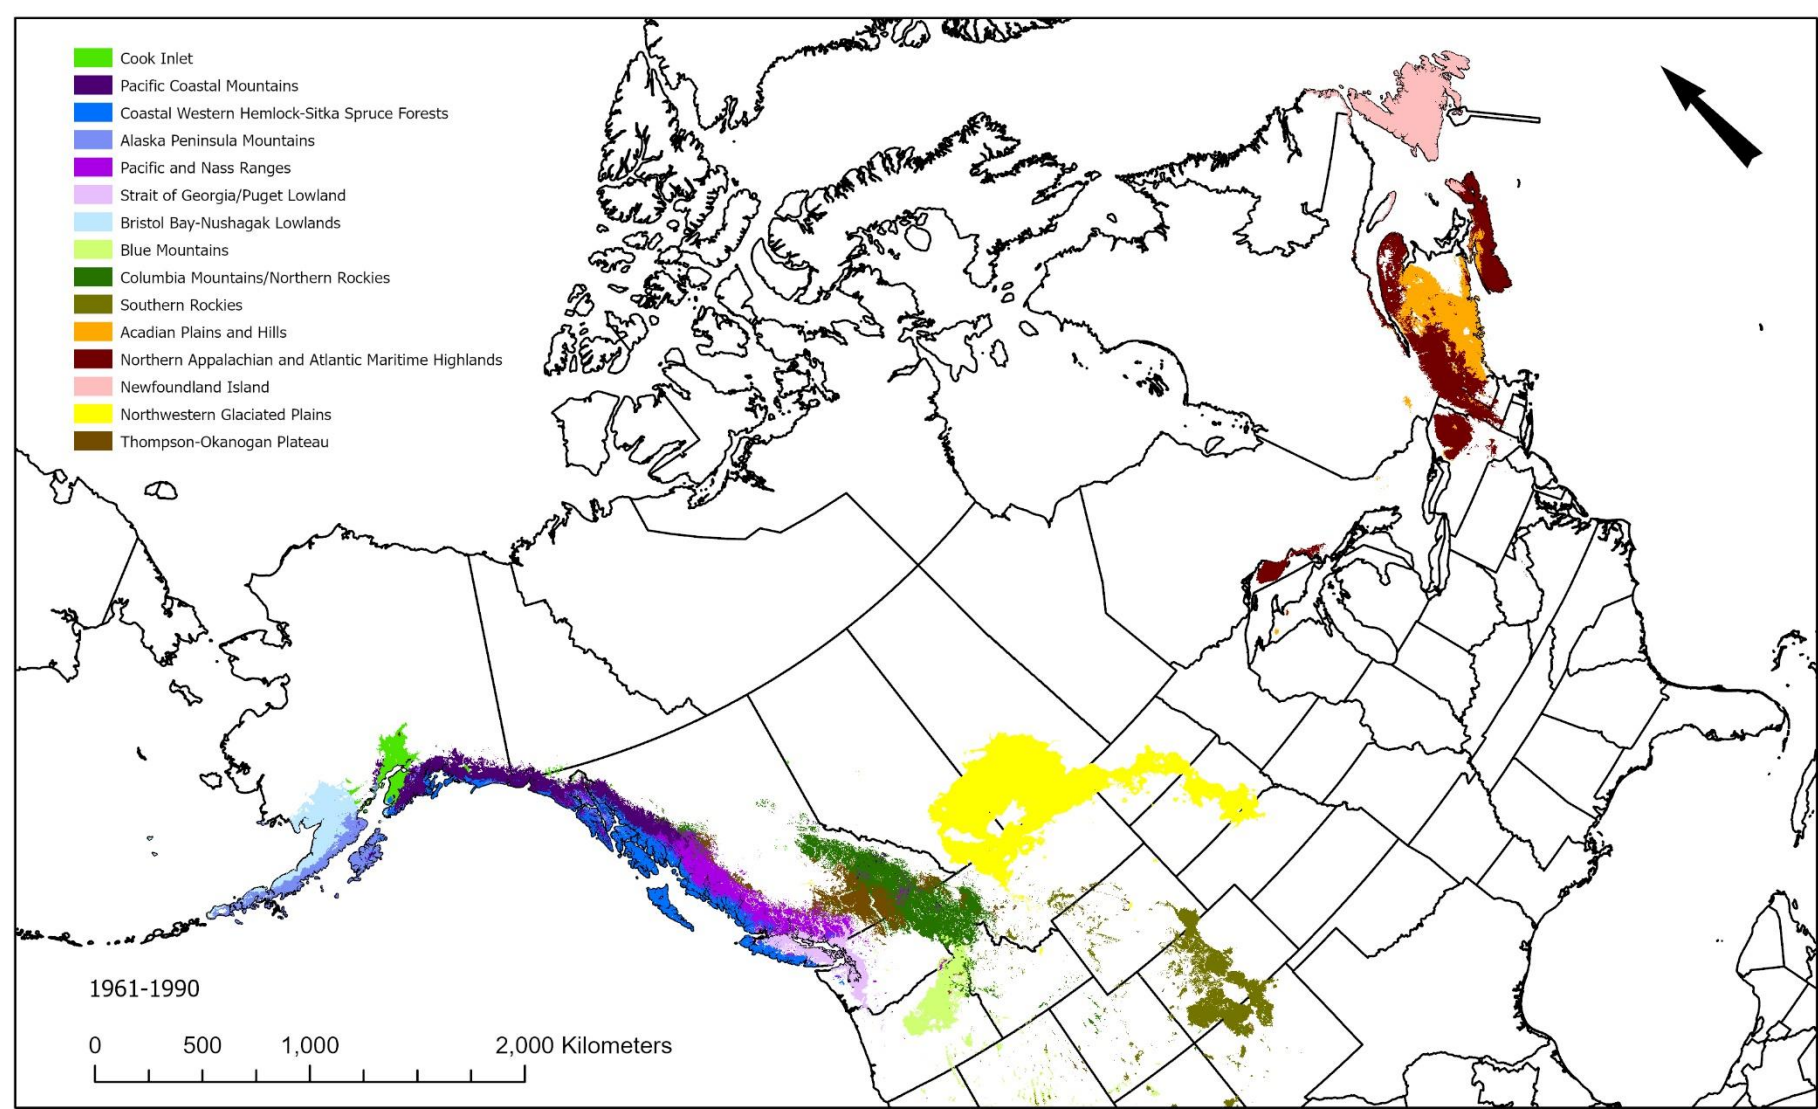 Cook Inlet
Pacific Coastal Mountains
Coastal Western Hemlock-Sitka Spruce Forests
Alaska Peninsula Mountains
Pacific and Nass Ranges
Strait of Georgia/Puget Lowland
Bristol Bay-Nushagak Lowlands
Blue Mountains
Columbia Mountains/Northern Rockies
Southern Rockies
Acadian Plains and Hills
Northern Appalachian and Atlantic Maritime Highlands
Newfoundland Island
Northwestern Glaciated Plains
Thompson-Okanogan Plateau
1961-1990
0 500 1,000 2,000 Kilometers